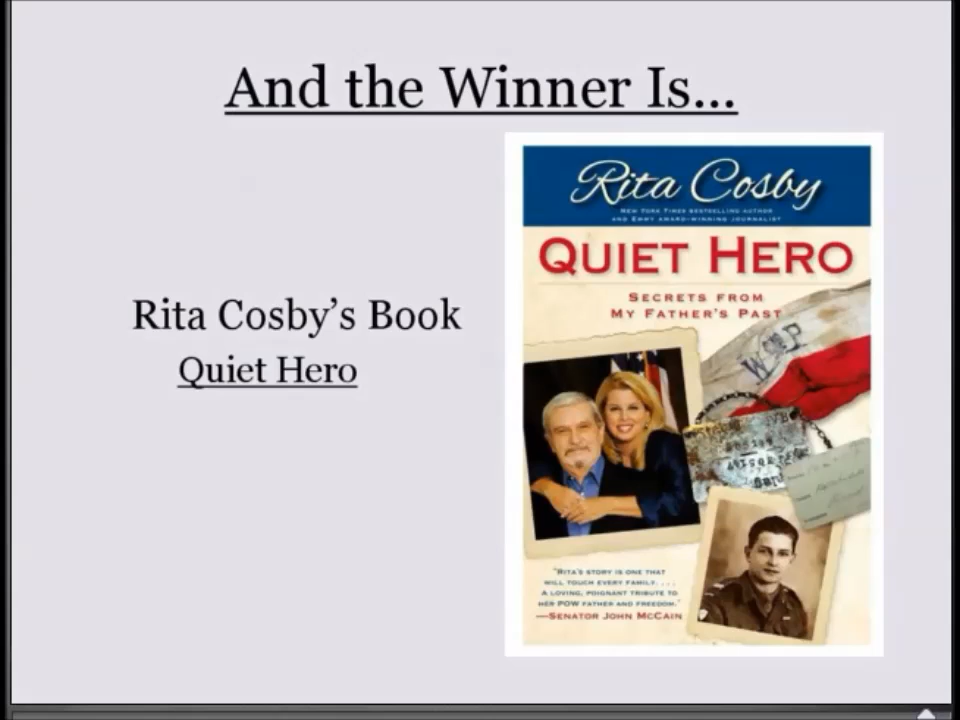 And the Winner Is...
Rita Cosby's Book
Quiet Hero
Rita Cosby
NEW YORK TIMES BESTSELLING AUTHOR
AND EMMY AWARD-WINNING JOURNALIST
QUIET HERO
SECRETS FROM
MY FATHER'S PAST
WP
"RITA'S STORY IS ONE THAT
WILL TOUCH EVERY FAMILY. . . .
A LOVING, POIGNANT TRIBUTE TO
HER POW FATHER AND FREEDOM."
—SENATOR JOHN MCCAIN